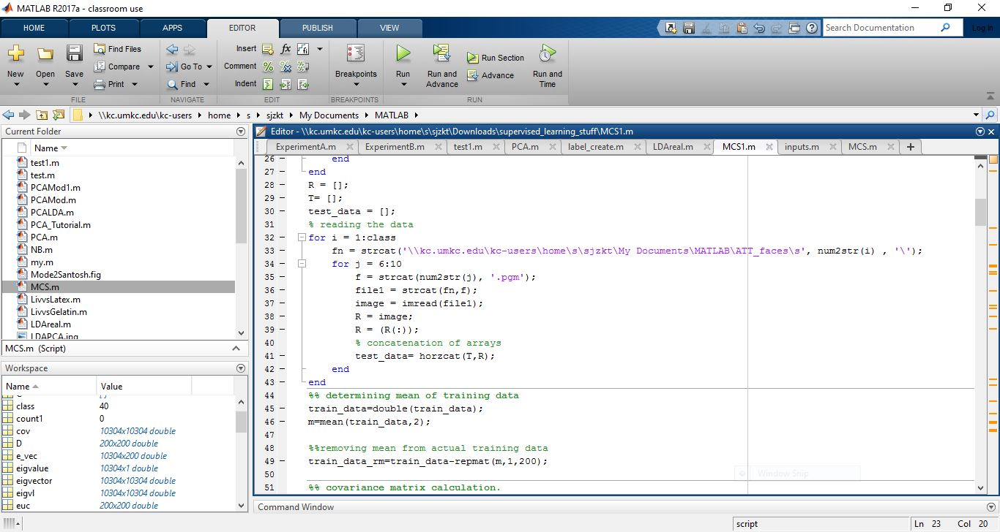 MATLAB R2017a - classroom use
HOME PLOTS APPS EDITOR PUBLISH VIEW
Search Documentation
Log In
New
Open
Save
Find Files
Compare
Print
Go To
Find
Insert fx
Comment
Indent
Breakpoints
Run
Run and Advance
Run Section
Advance
Run and Time
FILE NAVIGATE EDIT BREAKPOINTS RUN
\\kc.umkc.edu\kc-users home s sjzkt My Documents MATLAB
Current Folder
Name
test1.m
test.m
PCAMod1.m
PCAMod.m
PCALDA.m
PCA_Tutorial.m
PCA.m
NB.m
my.m
Mode2Santosh.fig
MCS.m
LivvsLatex.m
LivvsGelatin.m
LDAreal.m
LDAPCA.jpg
MCS.m (Script)
Workspace
Name Value
class 40
count1 0
cov 10304x10304 double
D 200x200 double
e_vec 10304x200 double
eigvalue 10304x1 double
eigvector 10304x10304 double
eigvl 10304x10304 double
euc 200x200 double
Editor - \\kc.umkc.edu\kc-users\home\s\sjzkt\Downloads\supervised_learning_stuff\MCS1.m
ExperimentA.m ExperimentB.m test1.m PCA.m label_create.m LDAreal.m MCS1.m inputs.m MCS.m
26 end
27 end
28 R = [];
29 T= [];
30 test_data = [];
31 % reading the data
32 for i = 1:class
33 fn = strcat('\\kc.umkc.edu\kc-users\home\s\sjzkt\My Documents\MATLAB\ATT_faces\s', num2str(i) , '\');
34 for j = 6:10
35 f = strcat(num2str(j), '.pgm');
36 file1 = strcat(fn,f);
37 image = imread(file1);
38 R = image;
39 R = (R(:));
40 % concatenation of arrays
41 test_data= horzcat(T,R);
42 end
43 end
44 %% determining mean of training data
45 train_data=double(train_data);
46 m=mean(train_data,2);
47
48 %%removing mean from actual training data
49 train_data_rm=train_data-repmat(m,1,200);
50
51 %% covariance matrix calculation.
Window Snip
Command Window
script Ln 23 Col 20